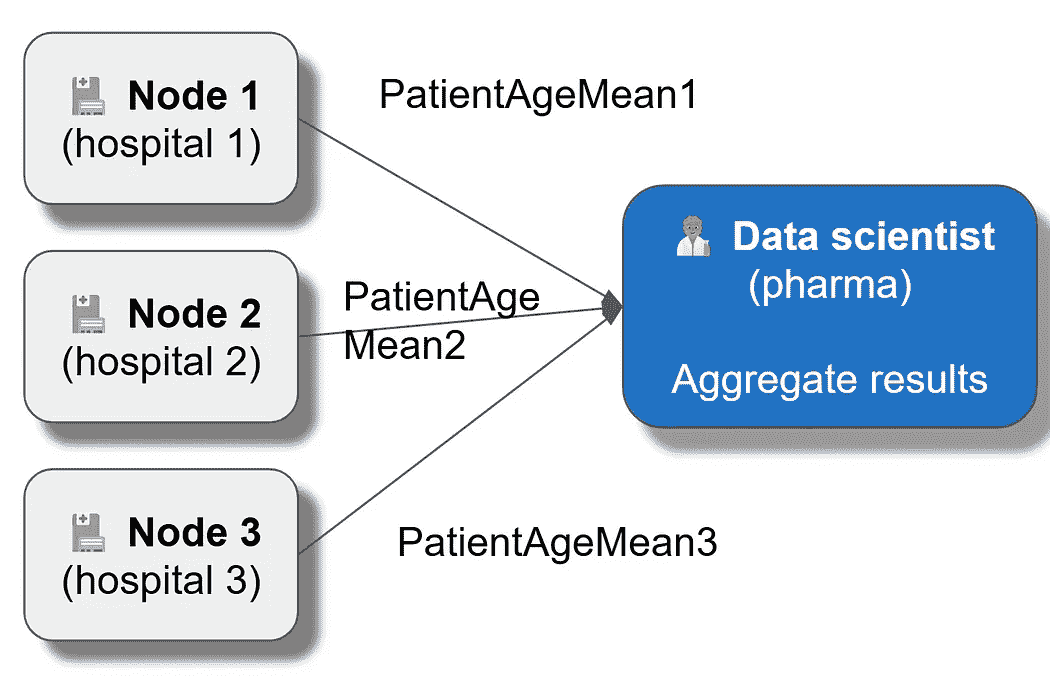 Node 1
(hospital 1)
PatientAgeMean1
Node 2
(hospital 2)
PatientAge
Mean2
Node 3
(hospital 3)
PatientAgeMean3
Data scientist
(pharma)
Aggregate results